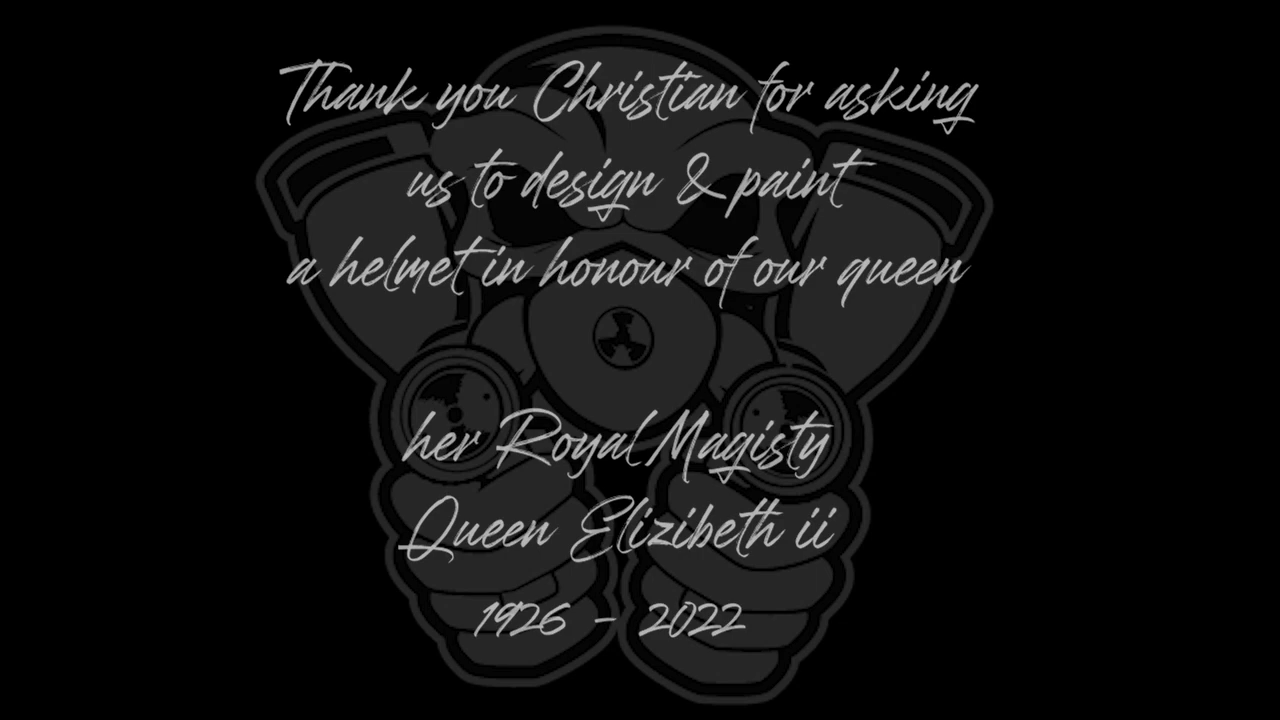 Thank you Christian for asking
us to design & paint
a helmet in honour of our queen
her Royal Magisty
Queen Elizibeth ii
1926 - 2022